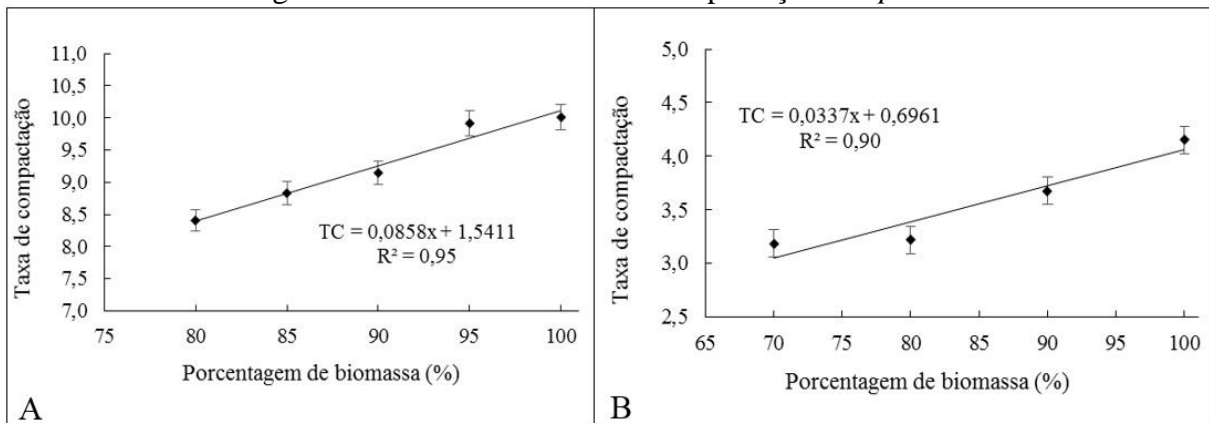 11,0
10,5
10,0
9,5
9,0
8,5
8,0
7,5
7,0
Taxa de compactação
TC = 0,0858x + 1,5411
R² = 0,95
75 80 85 90 95 100
Porcentagem de biomassa (%)
A
5,0
4,5
4,0
3,5
3,0
2,5
Taxa de compactação
TC = 0,0337x + 0,6961
R² = 0,90
65 70 75 80 85 90 95 100
Porcentagem de biomassa (%)
B